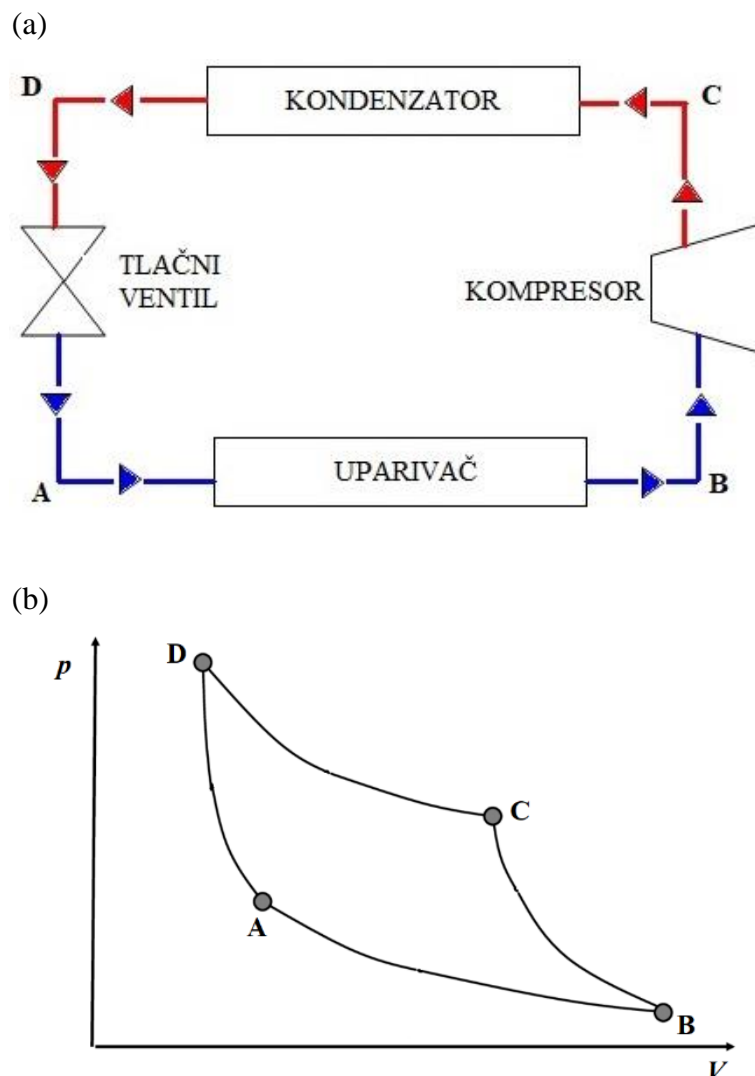 (a)
D
KONDENZATOR
C
TLAČNI
VENTIL
KOMPRESOR
A
UPARIVAČ
B
(b)
p
D
C
A
B
V